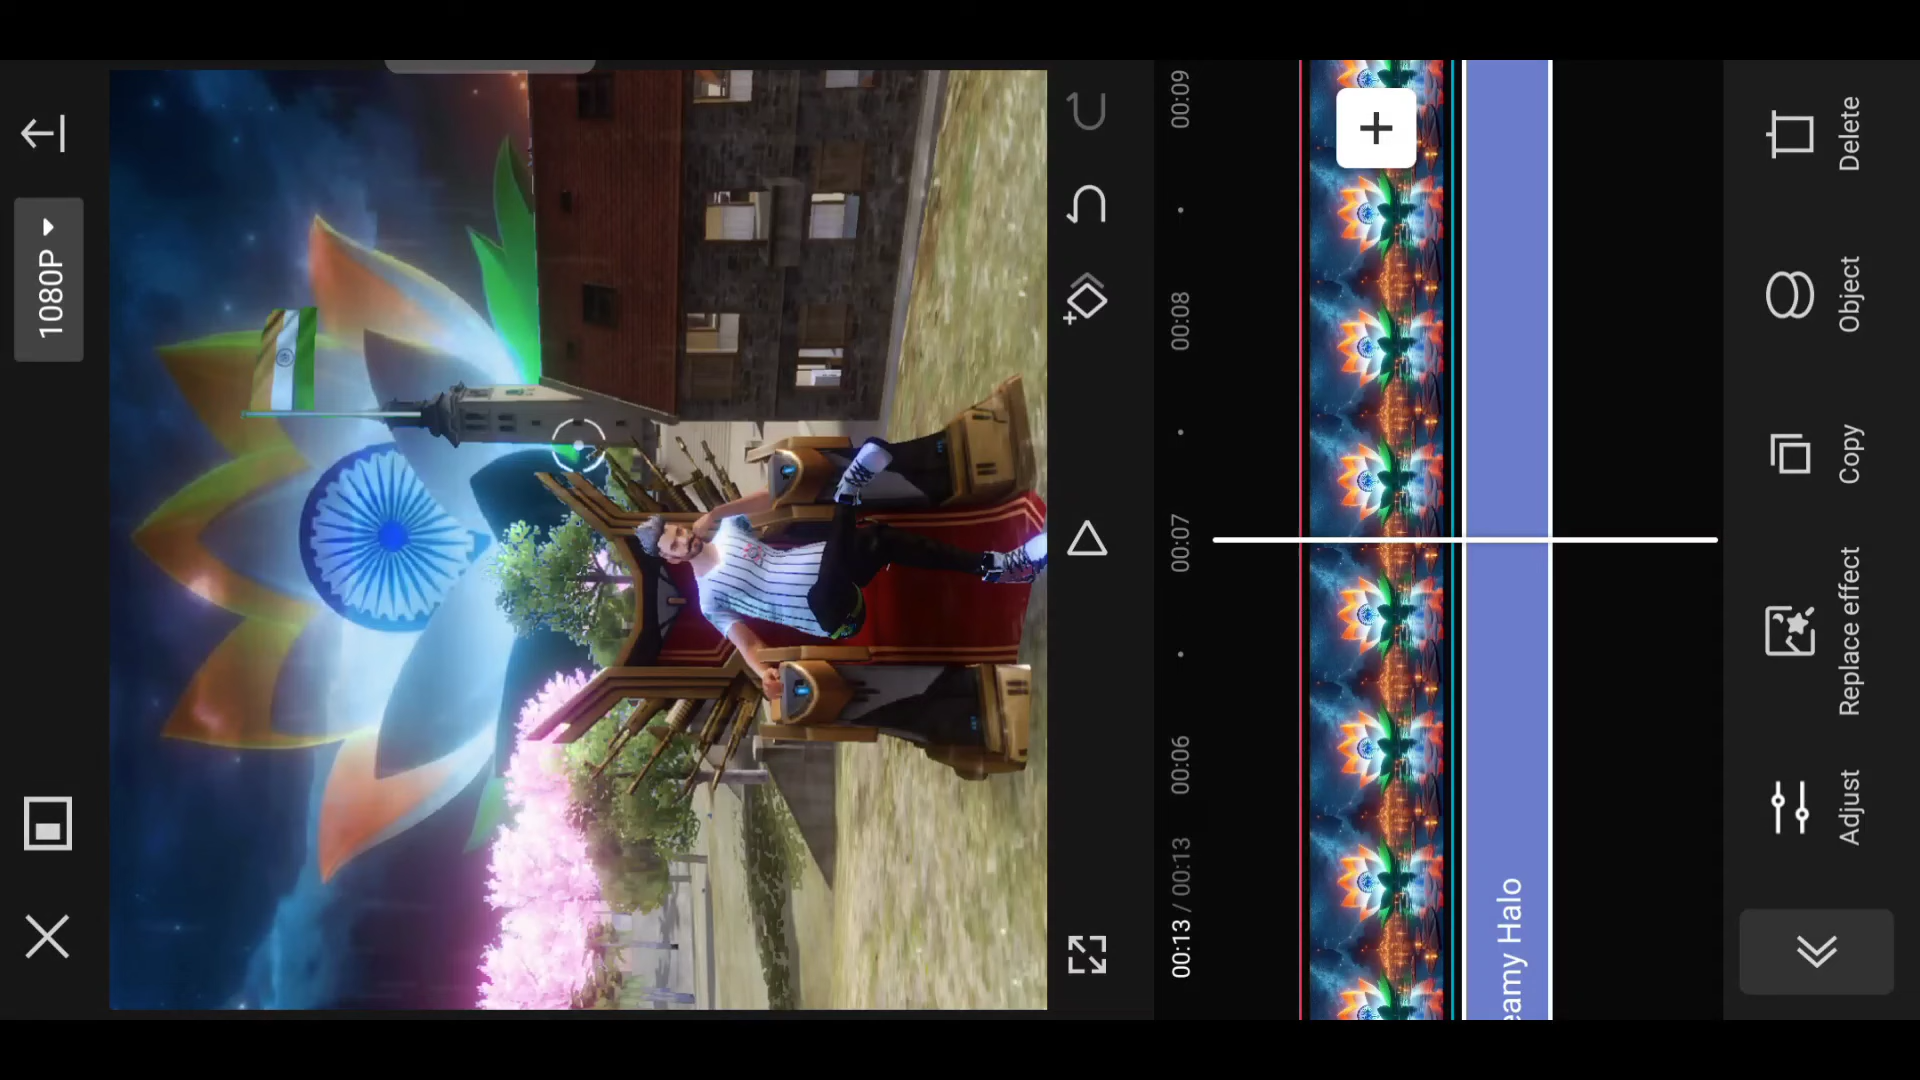 1080P
00:13 / 00:13
00:06
00:07
00:08
00:09
eamy Halo
Adjust
Replace effect
Copy
Object
Delete